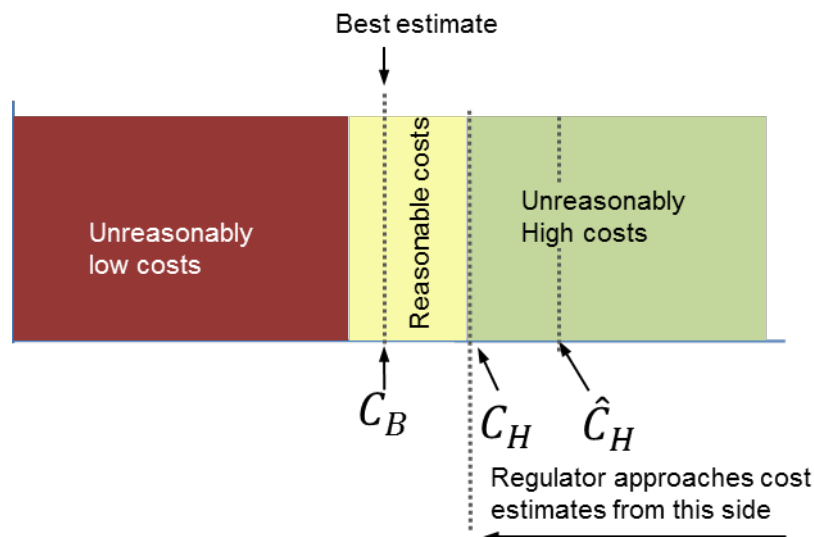 Best estimate
Reasonable costs
Unreasonably
low costs
Unreasonably
High costs
C_B
C_H
Ĉ_H
Regulator approaches cost
estimates from this side